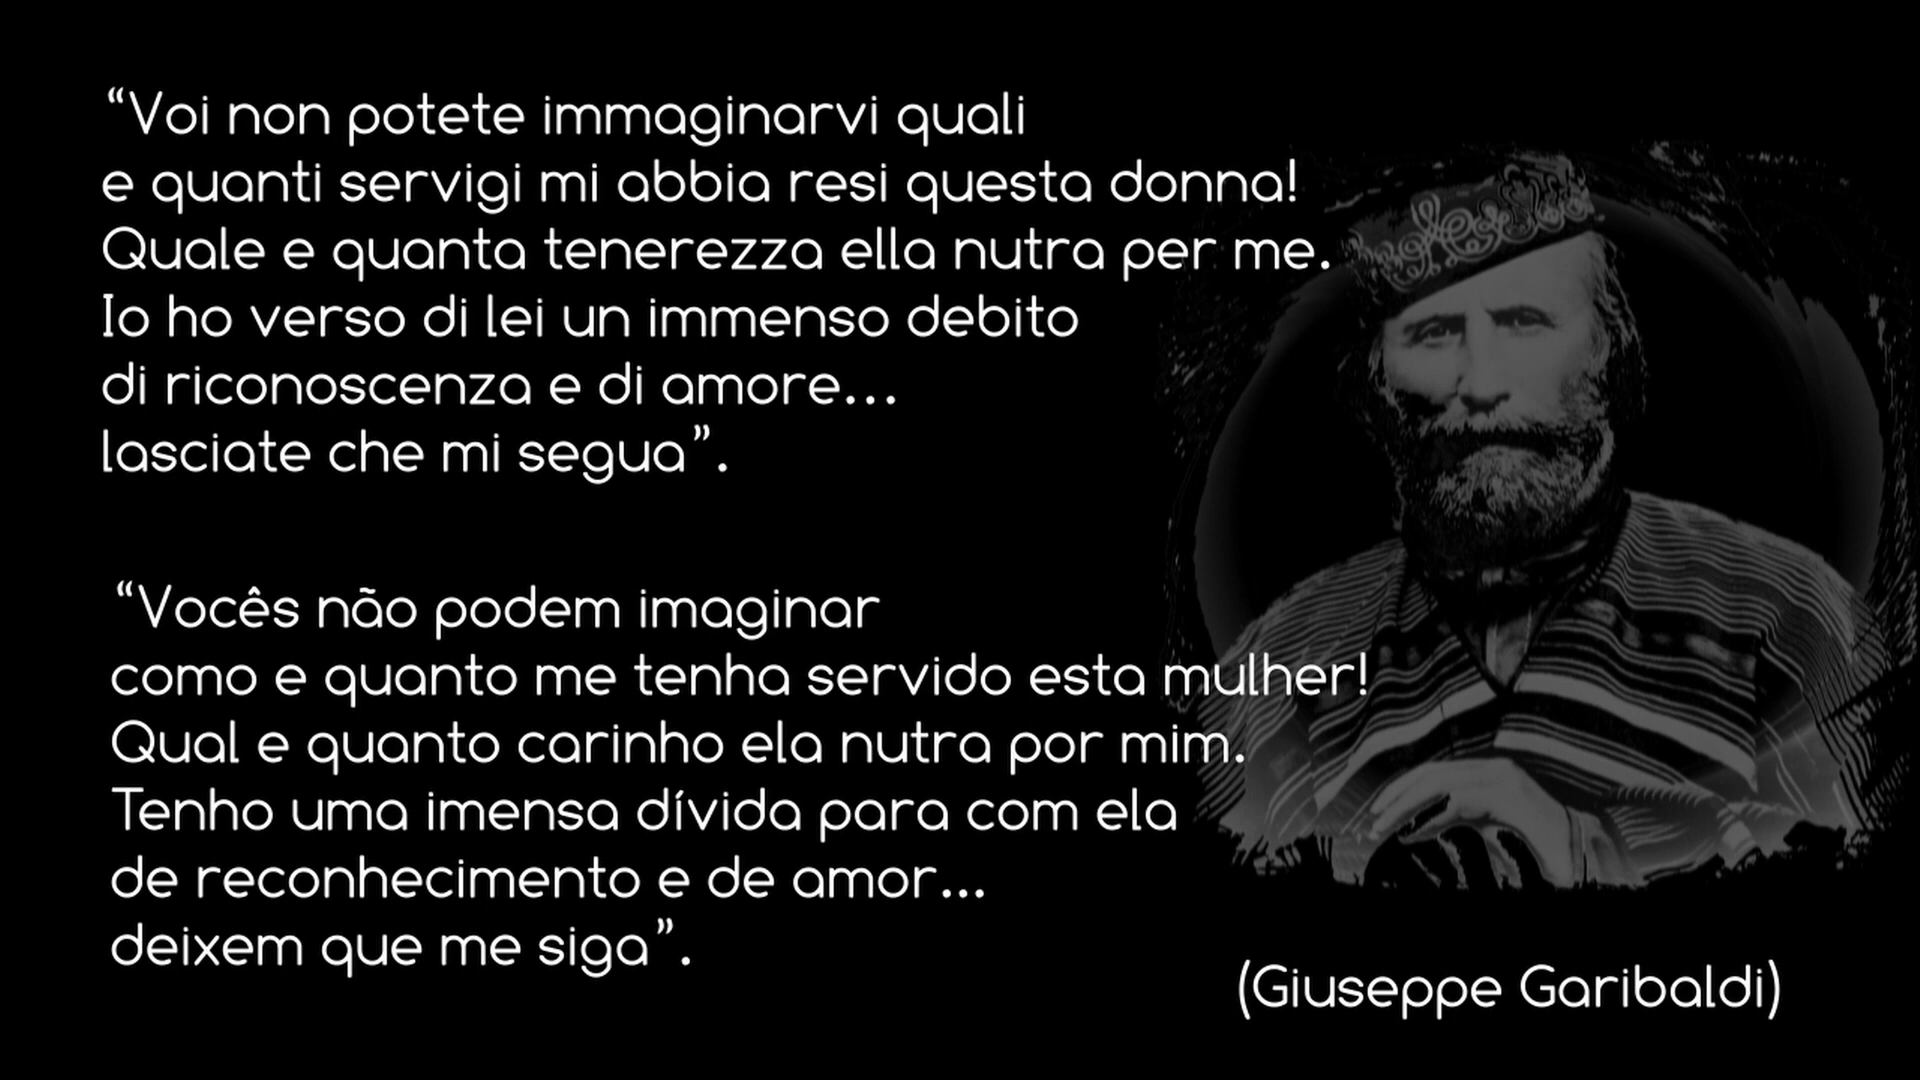 “Voi non potete immaginarvi quali
e quanti servigi mi abbia resi questa donna!
Quale e quanta tenerezza ella nutra per me.
Io ho verso di lei un immenso debito
di riconoscenza e di amore...
lasciate che mi segua”.
“Vocês não podem imaginar
como e quanto me tenha servido esta mulher!
Qual e quanto carinho ela nutra por mim.
Tenho uma imensa dívida para com ela
de reconhecimento e de amor...
deixem que me siga”.
(Giuseppe Garibaldi)